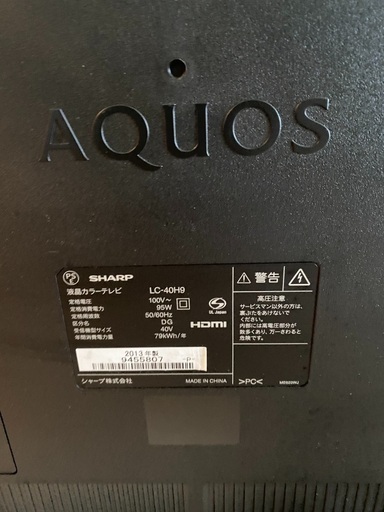 AQUOS
PS E SHARP LC-40H9
液晶カラーテレビ
定格電圧 100V～
定格消費電力 95W
定格周波数 50/60Hz
区分名 DG
受信機型サイズ 40V
年間消費電力量 79kWh/年
2013年製
9455807 -P-
シャープ株式会社 MADE IN CHINA
S JL Japan
HDMI
警告
高圧注意
サービスマン以外の方は、
裏ぶたをあけないでください。
内部には高電圧部分が
数多くあり、万一さわると
危険です。
>PC<